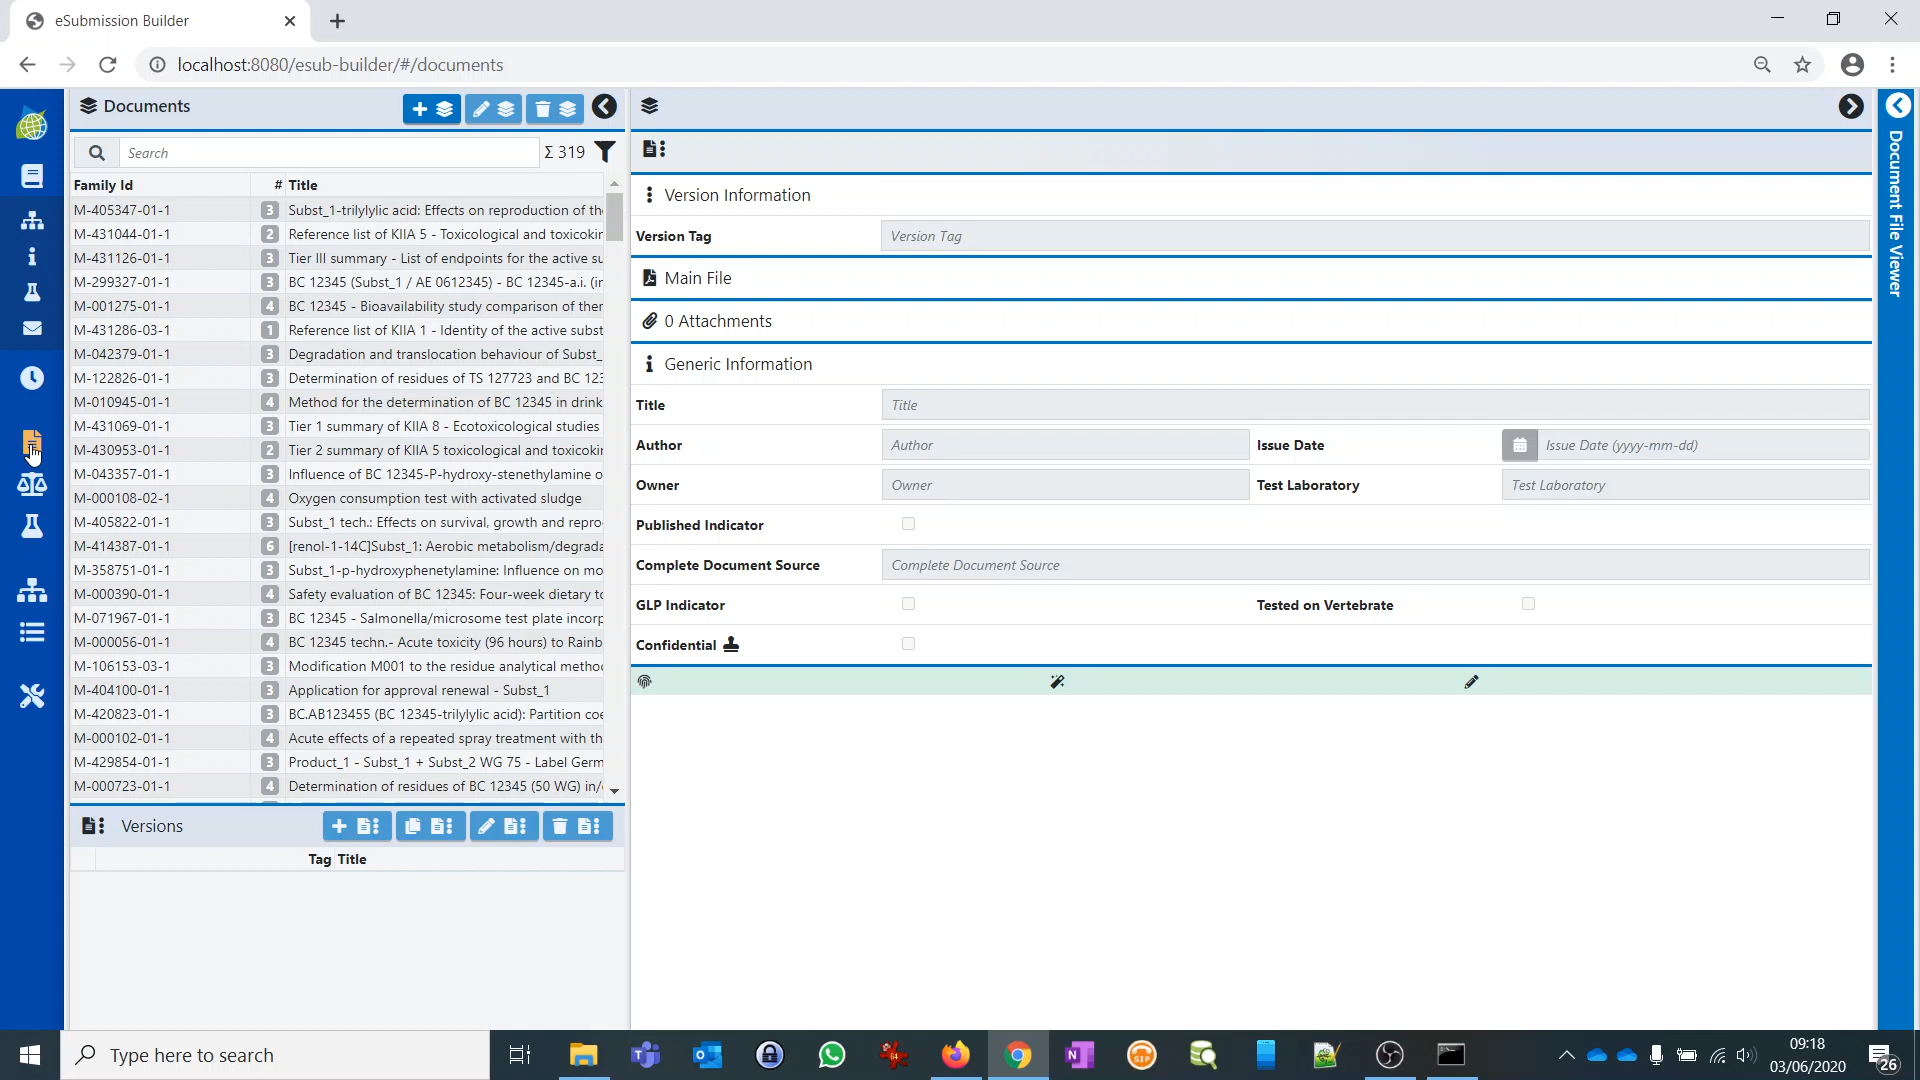 eSubmission Builder
localhost:8080/esub-builder/#/documents
Documents
Search
Σ 319
Family Id # Title
M-405347-01-1 3 Subst_1-trilylylic acid: Effects on reproduction of th
M-431044-01-1 2 Reference list of KIIA 5 - Toxicological and toxicokir
M-431126-01-1 3 Tier III summary - List of endpoints for the active su
M-299327-01-1 3 BC 12345 (Subst_1 / AE 0612345) - BC 12345-a.i. (ir
M-001275-01-1 4 BC 12345 - Bioavailability study comparison of ther
M-431286-03-1 1 Reference list of KIIA 1 - Identity of the active subst
M-042379-01-1 3 Degradation and translocation behaviour of Subst_
M-122826-01-1 3 Determination of residues of TS 127723 and BC 123
M-010945-01-1 4 Method for the determination of BC 12345 in drink
M-431069-01-1 3 Tier 1 summary of KIIA 8 - Ecotoxicological studies
M-430953-01-1 2 Tier 2 summary of KIIA 5 toxicological and toxicokir
M-043357-01-1 3 Influence of BC 12345-P-hydroxy-stenethylamine o
M-000108-02-1 4 Oxygen consumption test with activated sludge
M-405822-01-1 3 Subst_1 tech.: Effects on survival, growth and repro
M-414387-01-1 6 [renol-1-14C]Subst_1: Aerobic metabolism/degrada
M-358751-01-1 3 Subst_1-p-hydroxyphenetylamine: Influence on mo
M-000390-01-1 4 Safety evaluation of BC 12345: Four-week dietary to
M-071967-01-1 3 BC 12345 - Salmonella/microsome test plate incorp
M-000056-01-1 4 BC 12345 techn.- Acute toxicity (96 hours) to Rainb
M-106153-03-1 3 Modification M001 to the residue analytical metho
M-404100-01-1 3 Application for approval renewal - Subst_1
M-420823-01-1 3 BC.AB123455 (BC 12345-trilylylic acid): Partition coe
M-000102-01-1 4 Acute effects of a repeated spray treatment with th
M-429854-01-1 3 Product_1 - Subst_1 + Subst_2 WG 75 - Label Germ
M-000723-01-1 4 Determination of residues of BC 12345 (50 WG) in/
Versions
Tag Title
Version Information
Version Tag Version Tag
Main File
0 Attachments
Generic Information
Title Title
Author Author Issue Date Issue Date (yyyy-mm-dd)
Owner Owner Test Laboratory Test Laboratory
Published Indicator
Complete Document Source Complete Document Source
GLP Indicator Tested on Vertebrate
Confidential
Document File Viewer
Type here to search
09:18
03/06/2020
26